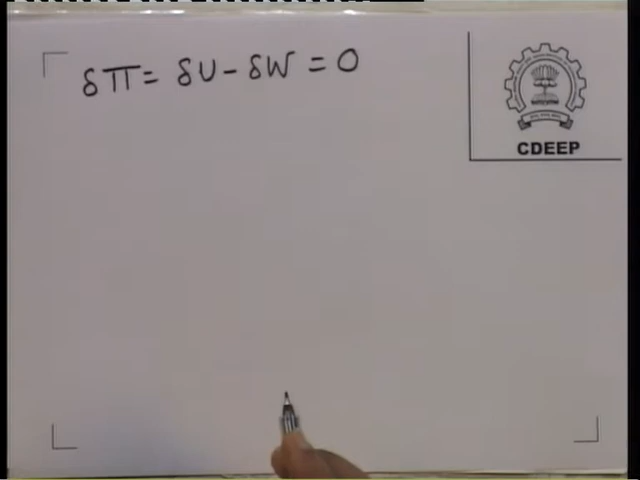 δΠ = δU - δW = 0
CDEEP